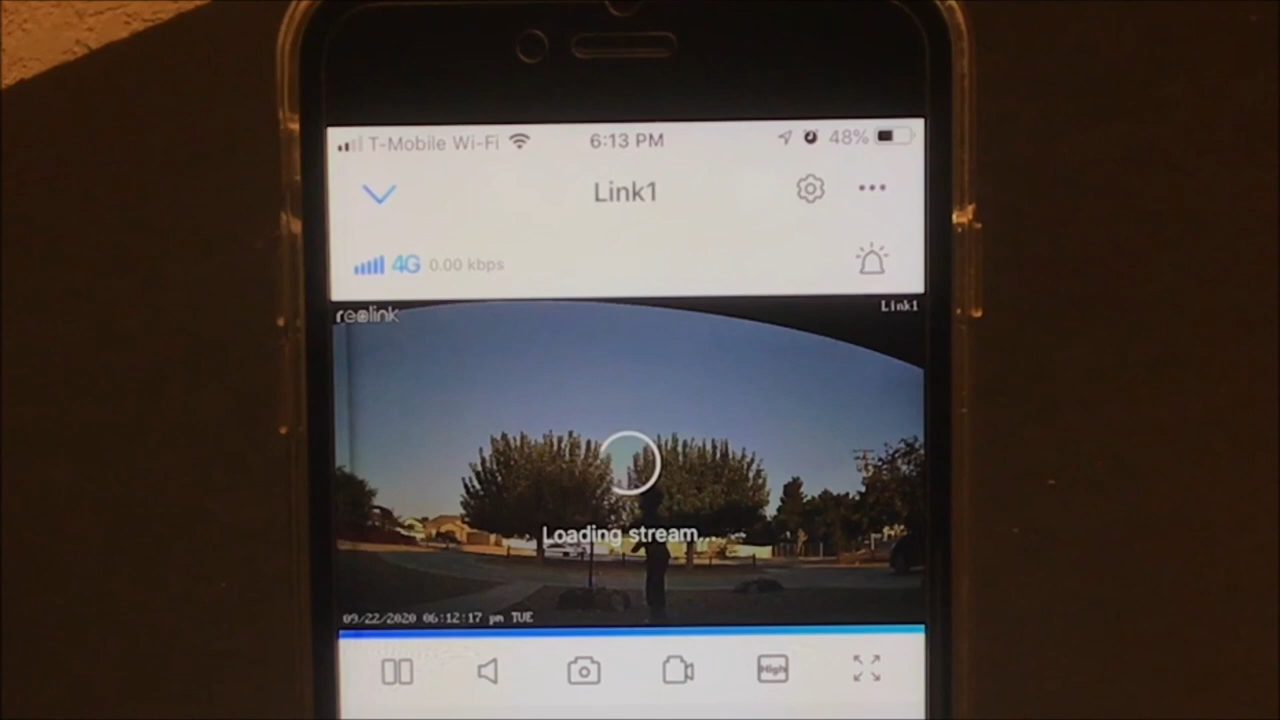 T-Mobile Wi-Fi 6:13 PM 48%
Link1
4G 0.00 kbps
reolink Link1
Loading stream...
09/22/2020 06:12:17 pm TUE
High